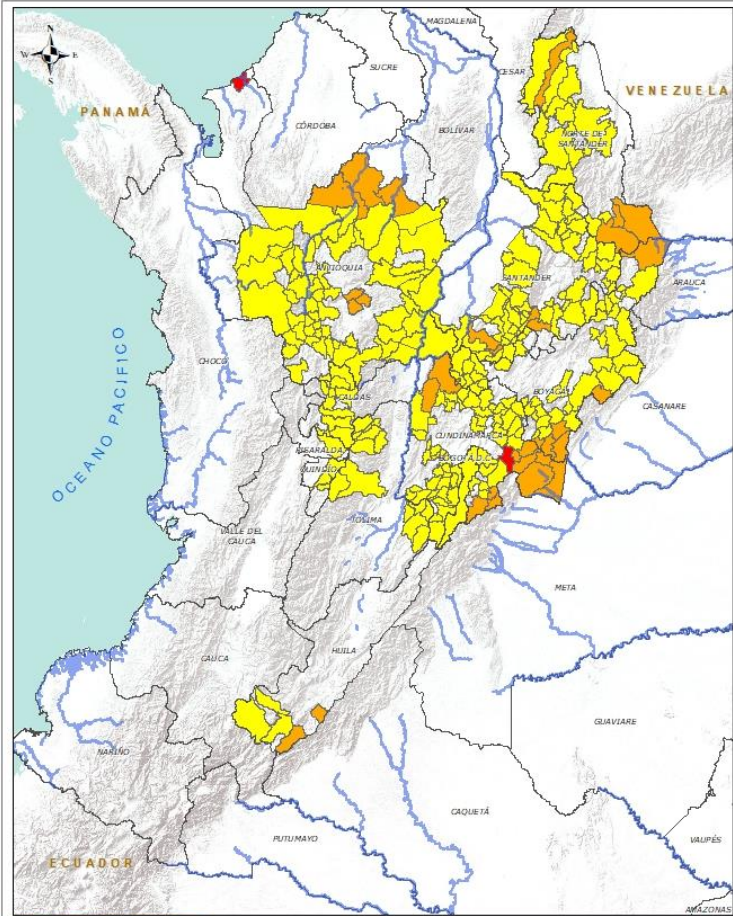 MAGDALENA
N
W E
S
SUCRE
CESAR
VENEZUELA
PANAMÁ
CÓRDOBA
BOLÍVAR
NORTE DE
SANTANDER
ANTIOQUIA
SANTANDER
ARAUCA
CHOCÓ
OCEANO PACIFICO
CALDAS
BOYACÁ
CASANARE
CUNDINAMARCA
RISARALDA
BOGOTÁ, D.C.
QUINDÍO
TOLIMA
VALLE DEL
CAUCA
META
HUILA
CAUCA
GUAVIARE
NARIÑO
CAQUETÁ
PUTUMAYO
VAUPÉS
ECUADOR
AMAZONAS